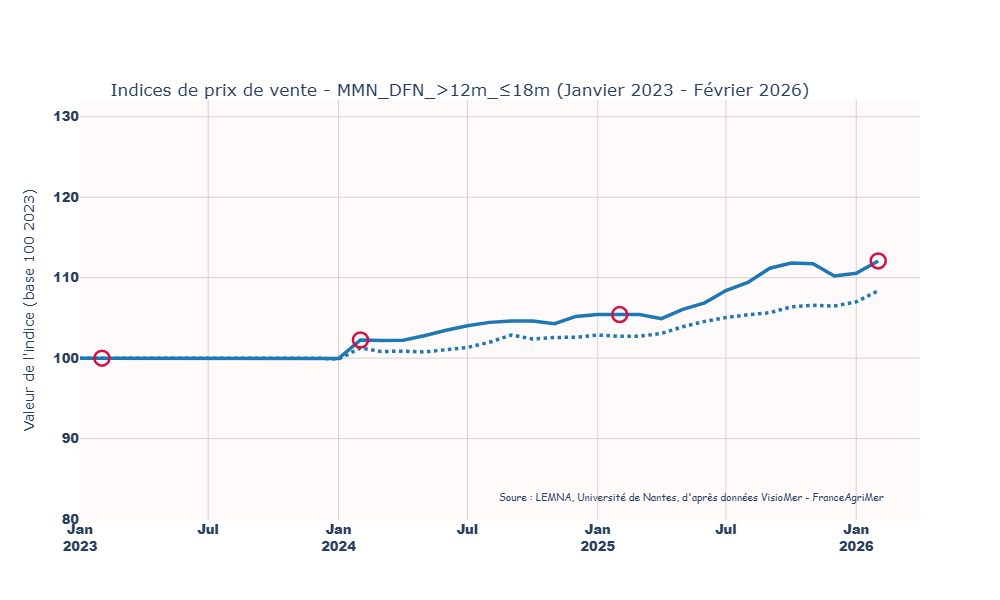 Indices de prix de vente - MMN_DFN_>12m_≤18m (Janvier 2023 - Février 2026)
Valeur de l'indice (base 100 2023)
130
120
110
100
90
80
Soure : LEMNA, Université de Nantes, d'après données VisioMer - FranceAgriMer
Jan Jul Jan Jul Jan Jul Jan
2023 2024 2025 2026